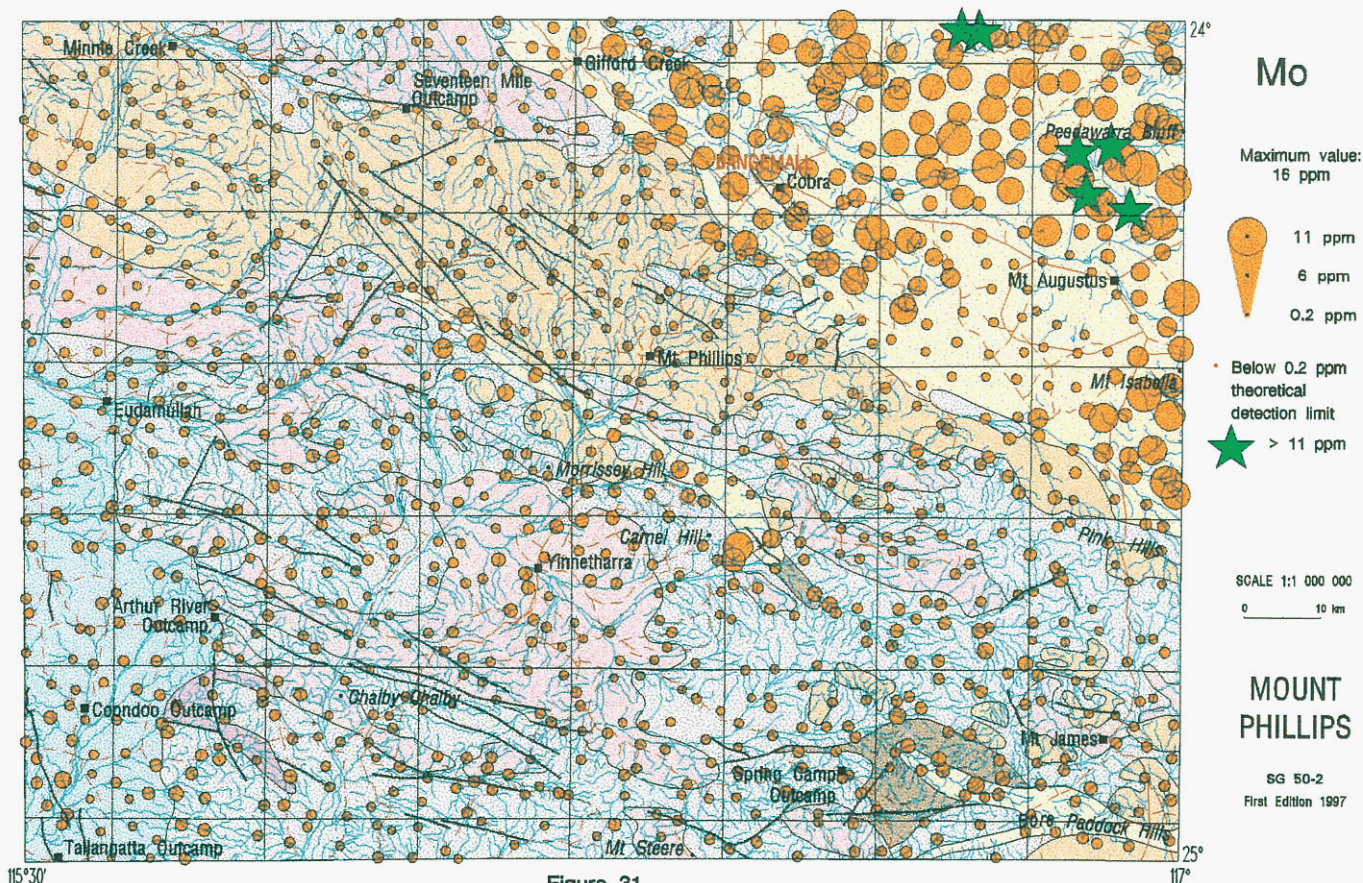 24°
Minnie Creek
Gifford Creek
Seventeen Mile
Outcamp
Mo
Peedawarra Bluff
Maximum value:
16 ppm
BANGEMALL
Cobra
11 ppm
6 ppm
0.2 ppm
Mt Augustus
Mt Phillips
Below 0.2 ppm
theoretical
detection limit
Mt Isabella
Eudamullah
> 11 ppm
Morrissey Hill
Camel Hill
Pink Hills
Yinnetharra
SCALE 1:1 000 000
0 10 km
Arthur River
Outcamp
MOUNT
PHILLIPS
Chalby Chalby
Coondoo Outcamp
Mt James
Spring Camp
Outcamp
SG 50-2
First Edition 1997
Bore Paddock Hills
Tallangatta Outcamp
Mt Steere
25°
115°30'
117°
Figure 31